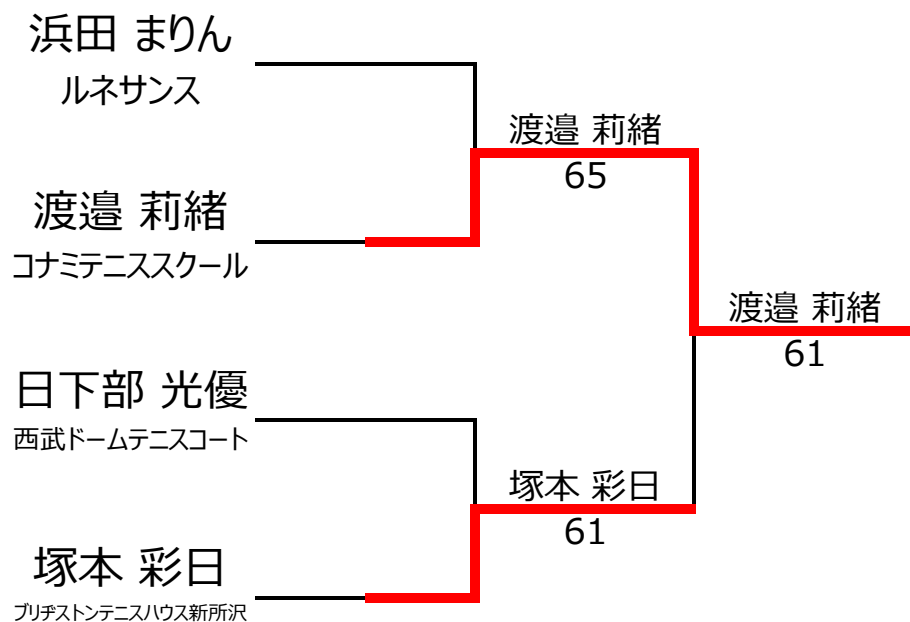 浜田 まりん
ルネサンス
渡邉 莉緒
65
渡邉 莉緒
コナミテニススクール
渡邉 莉緒
61
日下部 光優
西武ドームテニスコート
塚本 彩日
61
塚本 彩日
ブリヂストンテニスハウス新所沢